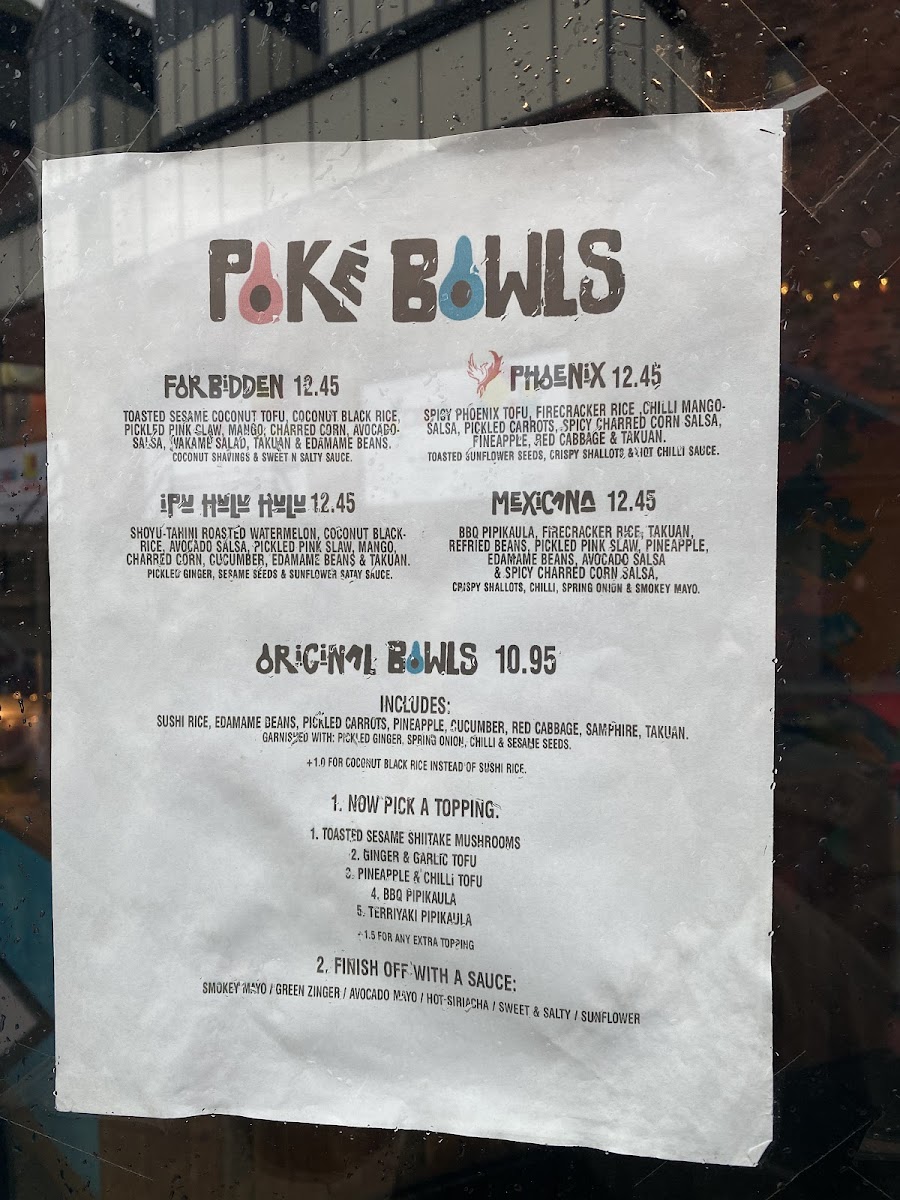 POKÉ BOWLS
FORBIDDEN 12.45
TOASTED SESAME COCONUT TOFU, COCONUT BLACK RICE,
PICKLED PINK SLAW, MANGO, CHARRED CORN, AVOCADO-
SALSA, WAKAME SALAD, TAKUAN & EDAMAME BEANS.
COCONUT SHAVINGS & SWEET N SALTY SAUCE.
PHOENIX 12.45
SPICY PHOENIX TOFU, FIRECRACKER RICE ,CHILLI MANGO-
SALSA, PICKLED CARROTS, SPICY CHARRED CORN SALSA,
PINEAPPLE, RED CABBAGE & TAKUAN.
TOASTED SUNFLOWER SEEDS, CRISPY SHALLOTS, & HOT CHILLI SAUCE.
IPU HULU HULU 12.45
SHOYU-TAHINI ROASTED WATERMELON, COCONUT BLACK-
RICE, AVOCADO SALSA, PICKLED PINK SLAW, MANGO,
CHARRED CORN, CUCUMBER, EDAMAME BEANS & TAKUAN.
PICKLED GINGER, SESAME SEEDS & SUNFLOWER SATAY SAUCE.
MEXICANA 12.45
BBQ PIPIKAULA, FIRECRACKER RICE, TAKUAN,
REFRIED BEANS, PICKLED PINK SLAW, PINEAPPLE,
EDAMAME BEANS, AVOCADO SALSA
& SPICY CHARRED CORN SALSA,
CRISPY SHALLOTS, CHILLI, SPRING ONION & SMOKEY MAYO.
ORIGINAL BOWLS 10.95
INCLUDES:
SUSHI RICE, EDAMAME BEANS, PICKLED CARROTS, PINEAPPLE, CUCUMBER, RED CABBAGE, SAMPHIRE, TAKUAN.
GARNISHED WITH: PICKLED GINGER, SPRING ONION, CHILLI & SESAME SEEDS.
+1.0 FOR COCONUT BLACK RICE INSTEAD OF SUSHI RICE.
1. NOW PICK A TOPPING:
1. TOASTED SESAME SHIITAKE MUSHROOMS
2. GINGER & GARLIC TOFU
3. PINEAPPLE & CHILLI TOFU
4. BBQ PIPIKAULA
5. TERRIYAKI PIPIKAULA
+1.5 FOR ANY EXTRA TOPPING
2. FINISH OFF WITH A SAUCE:
SMOKEY MAYO / GREEN ZINGER / AVOCADO MAYO / HOT-SIRIACHA / SWEET & SALTY / SUNFLOWER